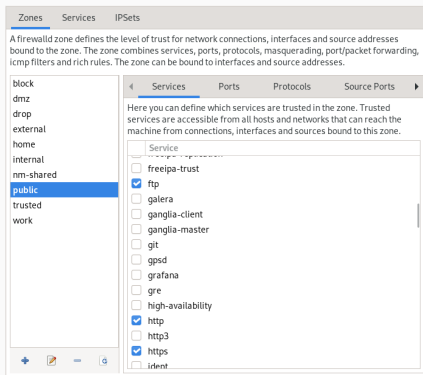 Zones Services IPSets
A firewalld zone defines the level of trust for network connections, interfaces and source addresses
bound to the zone. The zone combines services, ports, protocols, masquerading, port/packet forwarding,
icmp filters and rich rules. The zone can be bound to interfaces and source addresses.
block
dmz
drop
external
home
internal
nm-shared
public
trusted
work
Services Ports Protocols Source Ports
Here you can define which services are trusted in the zone. Trusted
services are accessible from all hosts and networks that can reach the
machine from connections, interfaces and sources bound to this zone.
Service
freeipa-replication
freeipa-trust
ftp
galera
ganglia-client
ganglia-master
git
gpsd
grafana
gre
high-availability
http
http3
https
ident